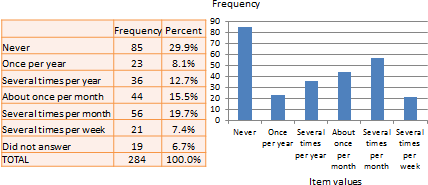 Frequency Percent
Never 85 29.9%
Once per year 23 8.1%
Several times per year 36 12.7%
About once per month 44 15.5%
Several times per month 56 19.7%
Several times per week 21 7.4%
Did not answer 19 6.7%
TOTAL 284 100.0%
Frequency
90
80
70
60
50
40
30
20
10
0
Never Once Several About Several Several
per year times once times times
per year per per per
month month week
Item values